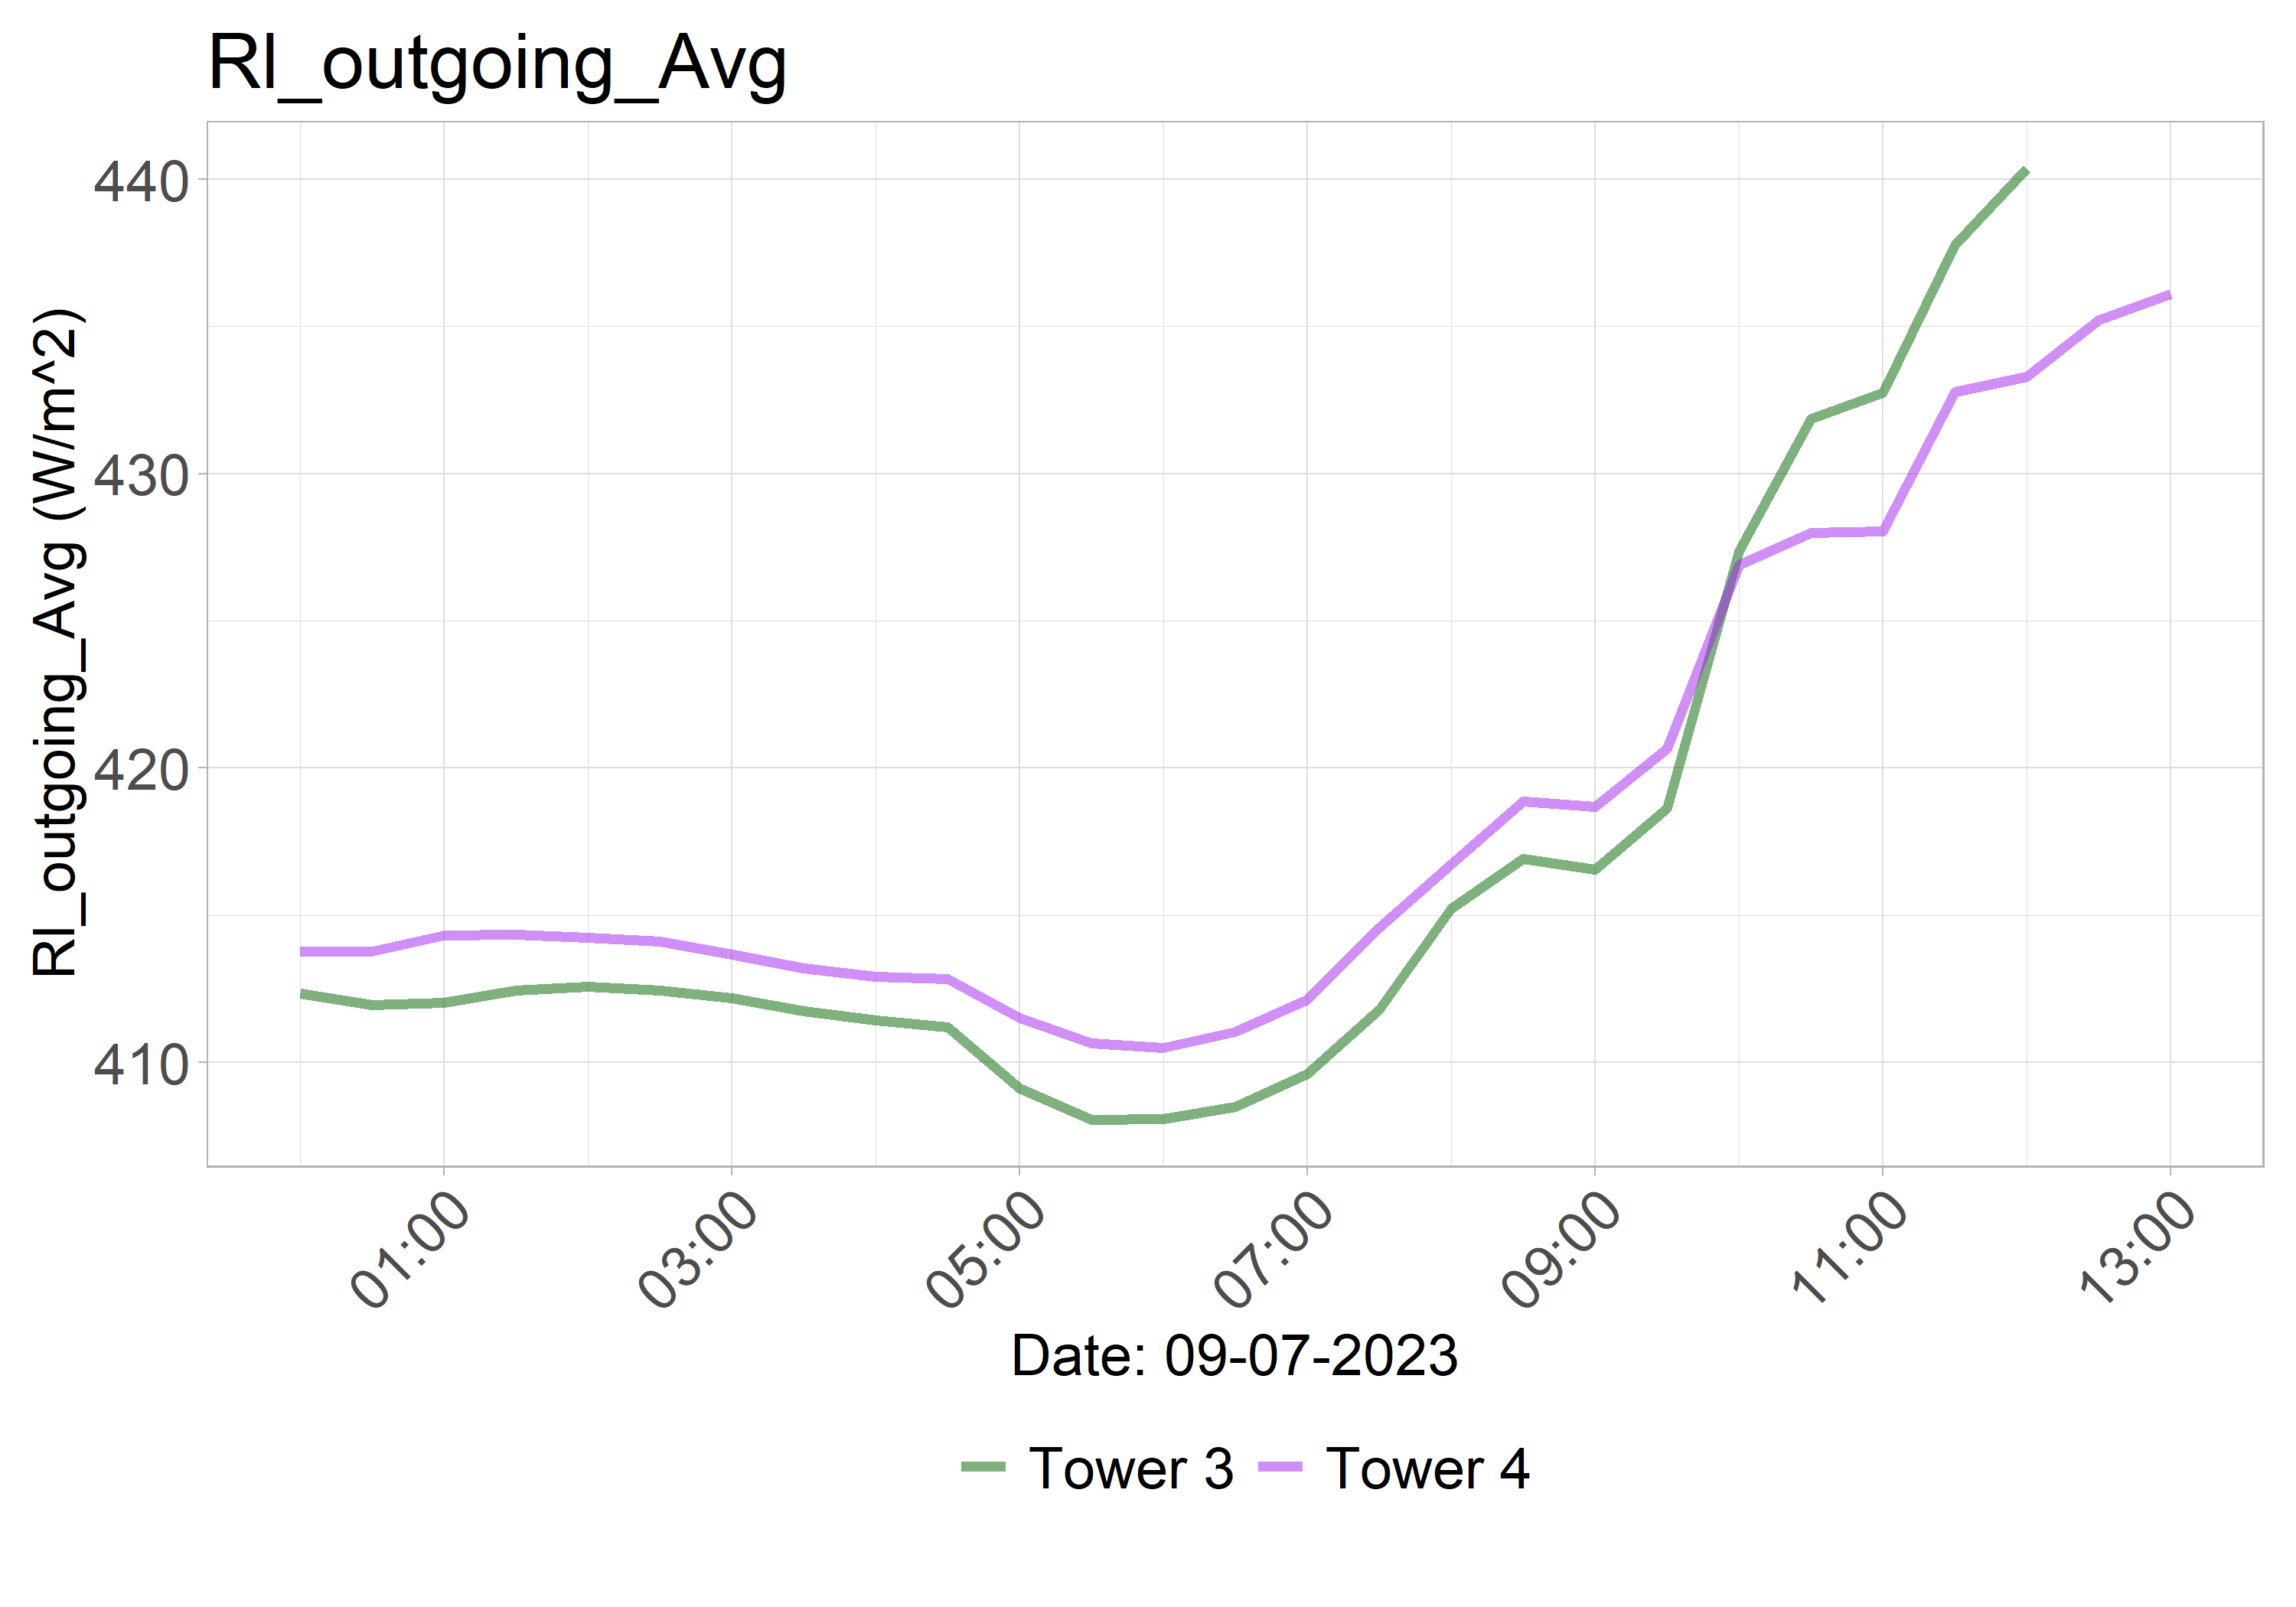 Rl_outgoing_Avg
Rl_outgoing_Avg (W/m^2)
440
430
420
410
01:00 03:00 05:00 07:00 09:00 11:00 13:00
Date: 09-07-2023
Tower 3 Tower 4